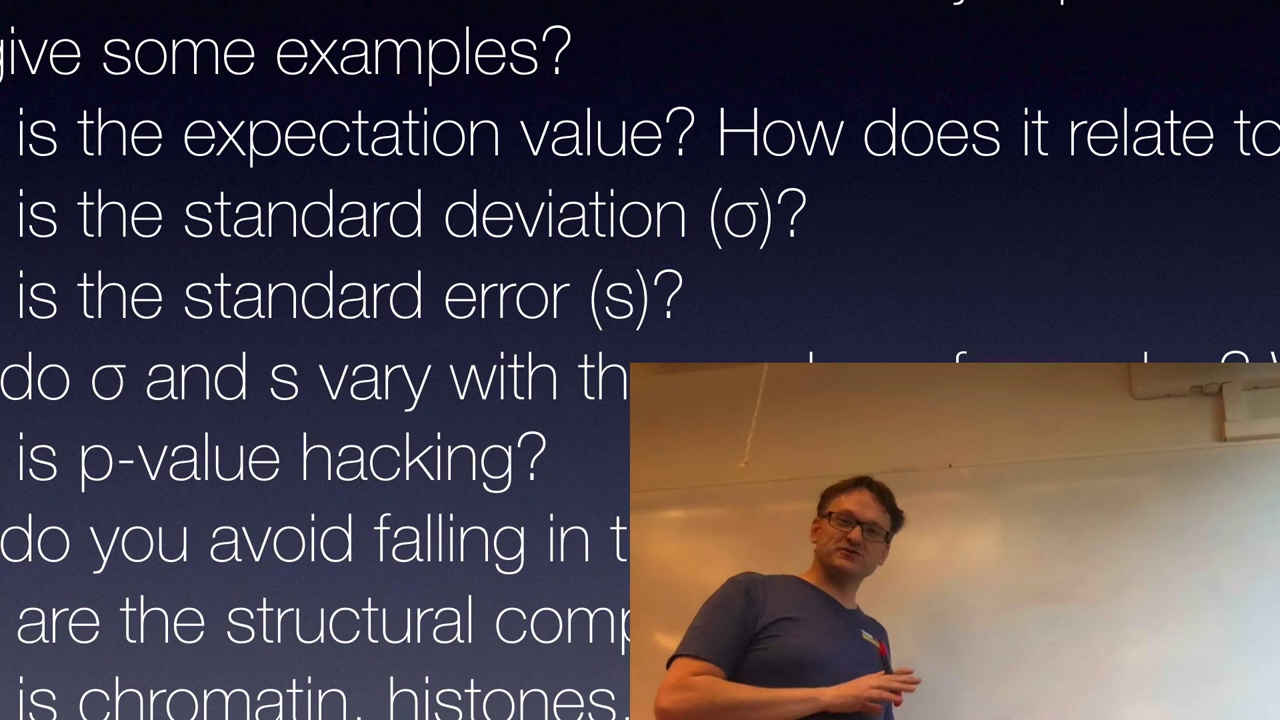 give some examples?
is the expectation value? How does it relate to
is the standard deviation (σ)?
is the standard error (s)?
do σ and s vary with th
is p-value hacking?
do you avoid falling in t
are the structural comp
is chromatin, histones,